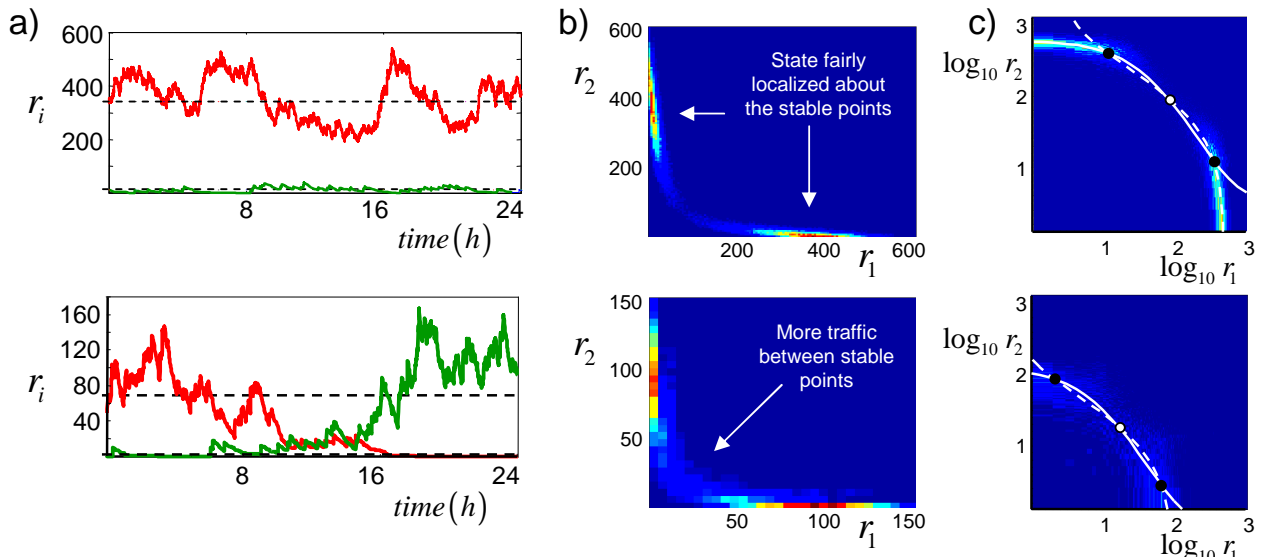 a)
600
400
200
r_i
8
16
24
time(h)
b)
600
r_2
400
200
State fairly
localized about
the stable points
200
400
600
r_1
c)
3
log_10 r_2
2
1
1
2
3
log_10 r_1
160
120
r_i
80
40
8
16
24
time(h)
150
r_2
100
50
More traffic
between stable
points
50
100
150
r_1
3
log_10 r_2
2
1
1
2
3
log_10 r_1